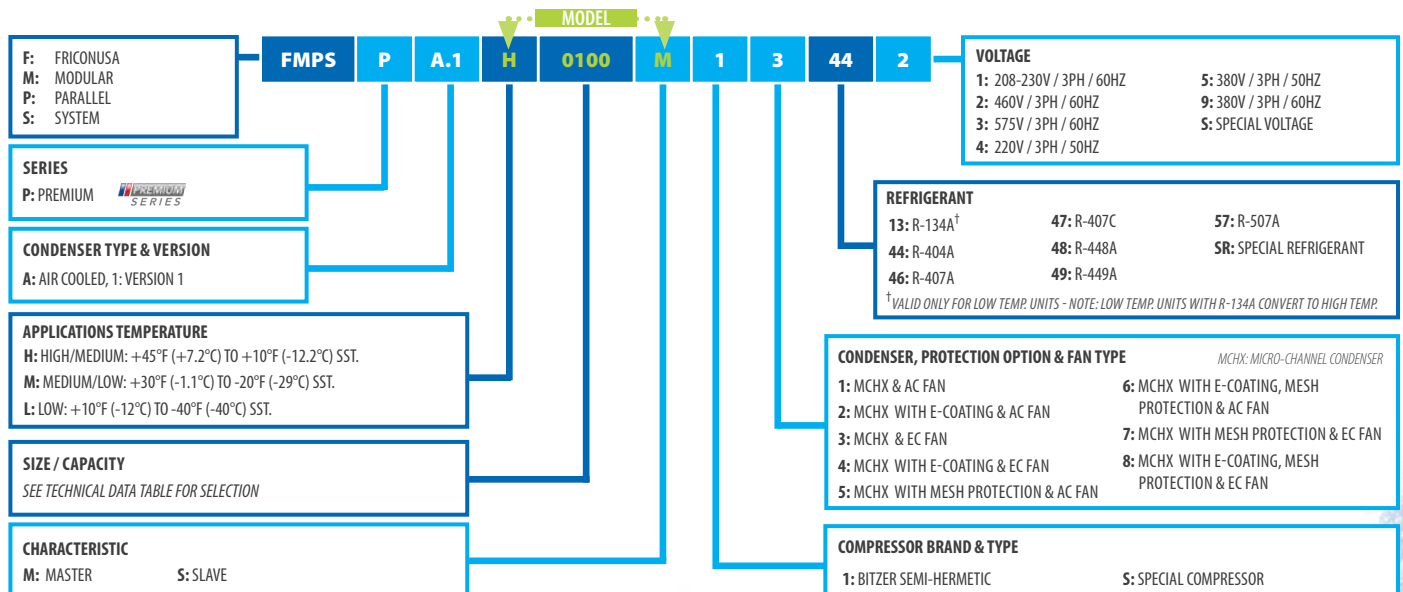 MODEL
FMPS P A.1 H 0100 M 1 3 44 2
F: FRICONUSA
M: MODULAR
P: PARALLEL
S: SYSTEM
SERIES
P: PREMIUM PREMIUM SERIES
CONDENSER TYPE & VERSION
A: AIR COOLED, 1: VERSION 1
APPLICATIONS TEMPERATURE
H: HIGH/MEDIUM: +45°F (+7.2°C) TO +10°F (-12.2°C) SST.
M: MEDIUM/LOW: +30°F (-1.1°C) TO -20°F (-29°C) SST.
L: LOW: +10°F (-12°C) TO -40°F (-40°C) SST.
SIZE / CAPACITY
SEE TECHNICAL DATA TABLE FOR SELECTION
CHARACTERISTIC
M: MASTER S: SLAVE
VOLTAGE
1: 208-230V / 3PH / 60HZ
2: 460V / 3PH / 60HZ
3: 575V / 3PH / 60HZ
4: 220V / 3PH / 50HZ
5: 380V / 3PH / 50HZ
9: 380V / 3PH / 60HZ
S: SPECIAL VOLTAGE
REFRIGERANT
13: R-134A†
44: R-404A
46: R-407A
47: R-407C
48: R-448A
49: R-449A
57: R-507A
SR: SPECIAL REFRIGERANT
†VALID ONLY FOR LOW TEMP. UNITS - NOTE: LOW TEMP. UNITS WITH R-134A CONVERT TO HIGH TEMP.
CONDENSER, PROTECTION OPTION & FAN TYPE MCHX: MICRO-CHANNEL CONDENSER
1: MCHX & AC FAN
2: MCHX WITH E-COATING & AC FAN
3: MCHX & EC FAN
4: MCHX WITH E-COATING & EC FAN
5: MCHX WITH MESH PROTECTION & AC FAN
6: MCHX WITH E-COATING, MESH
PROTECTION & AC FAN
7: MCHX WITH MESH PROTECTION & EC FAN
8: MCHX WITH E-COATING, MESH
PROTECTION & EC FAN
COMPRESSOR BRAND & TYPE
1: BITZER SEMI-HERMETIC S: SPECIAL COMPRESSOR